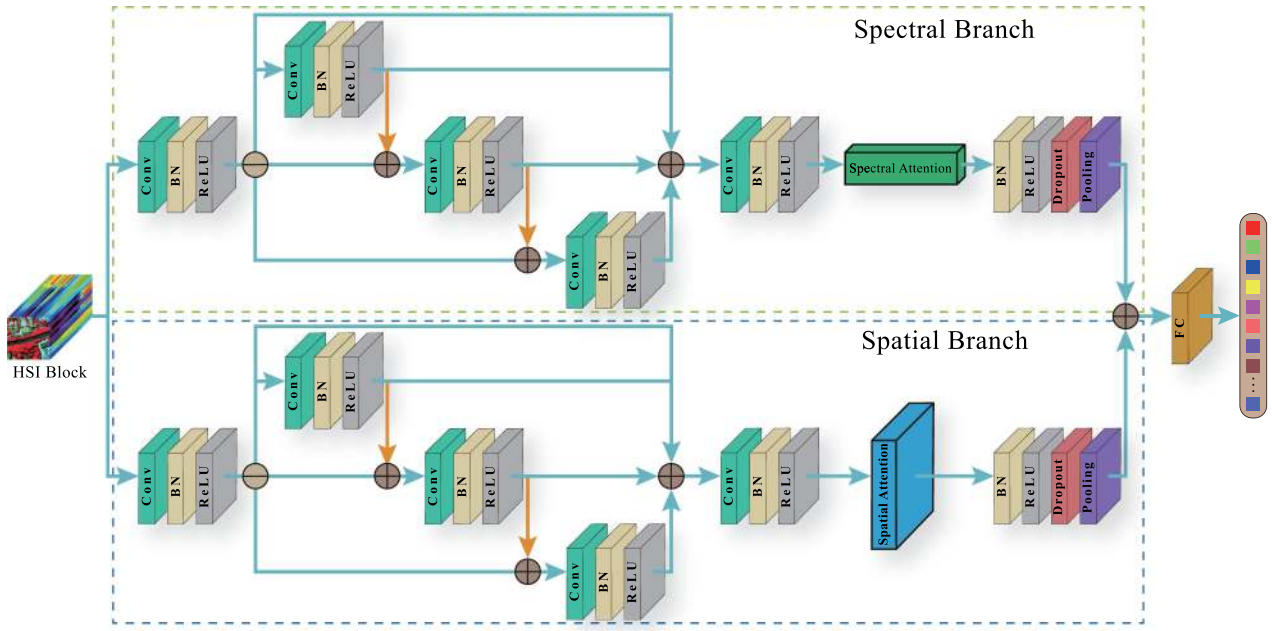 Spectral Branch
Conv
BN
ReLU
Conv
BN
ReLU
Conv
BN
ReLU
Conv
BN
ReLU
Conv
BN
ReLU
Spectral Attention
BN
ReLU
Dropout
Pooling
HSI Block
FC
...
Spatial Branch
Conv
BN
ReLU
Conv
BN
ReLU
Conv
BN
ReLU
Conv
BN
ReLU
Conv
BN
ReLU
Spatial Attention
BN
ReLU
Dropout
Pooling